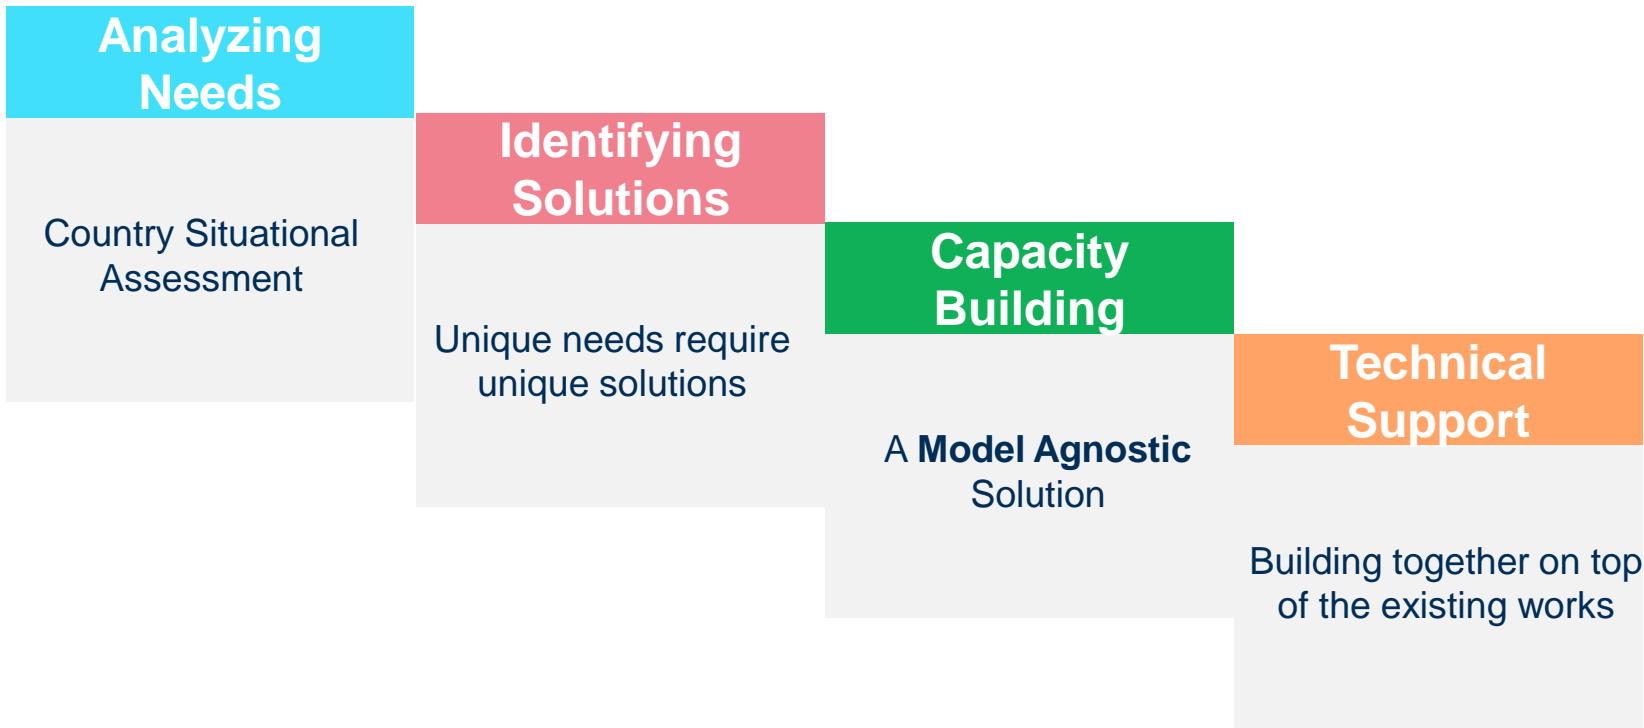 Analyzing
Needs
Country Situational
Assessment
Identifying
Solutions
Unique needs require
unique solutions
Capacity
Building
A Model Agnostic
Solution
Technical
Support
Building together on top
of the existing works